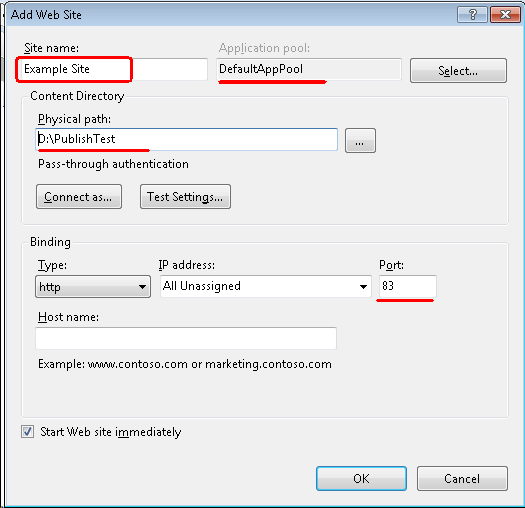 Add Web Site
Site name:
Application pool:
Example Site
DefaultAppPool
Select...
Content Directory
Physical path:
D:\PublishTest
...
Pass-through authentication
Connect as...
Test Settings...
Binding
Type:
IP address:
Port:
http
All Unassigned
83
Host name:
Example: www.contoso.com or marketing.contoso.com
Start Web site immediately
OK
Cancel